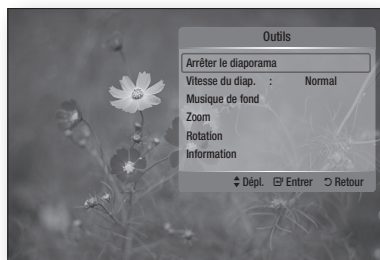 Outils
Arrêter le diaporama
Vitesse du diap. : Normal
Musique de fond
Zoom
Rotation
Information
Dépl. Entrer Retour